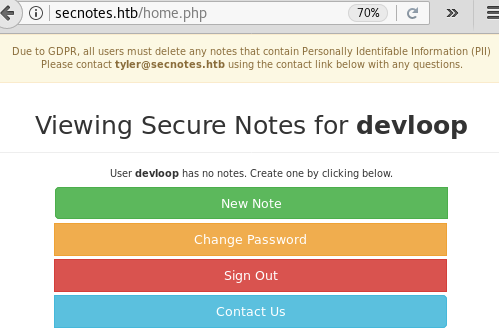 secnotes.htb/home.php 70%
Due to GDPR, all users must delete any notes that contain Personally Identifable Information (PII)
Please contact tyler@secnotes.htb using the contact link below with any questions.
Viewing Secure Notes for devloop
User devloop has no notes. Create one by clicking below.
New Note
Change Password
Sign Out
Contact Us